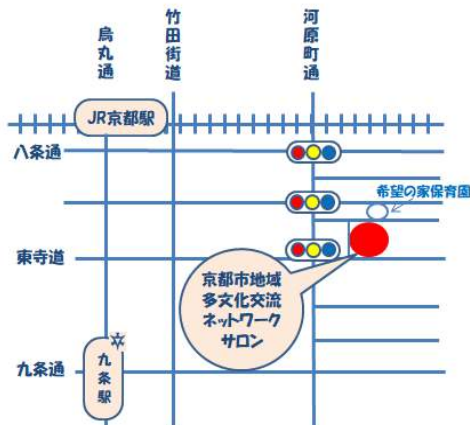 烏丸通
竹田街道
河原町通
JR京都駅
八条通
希望の家保育園
東寺道
京都市地域
多文化交流
ネットワーク
サロン
九条通
九条駅